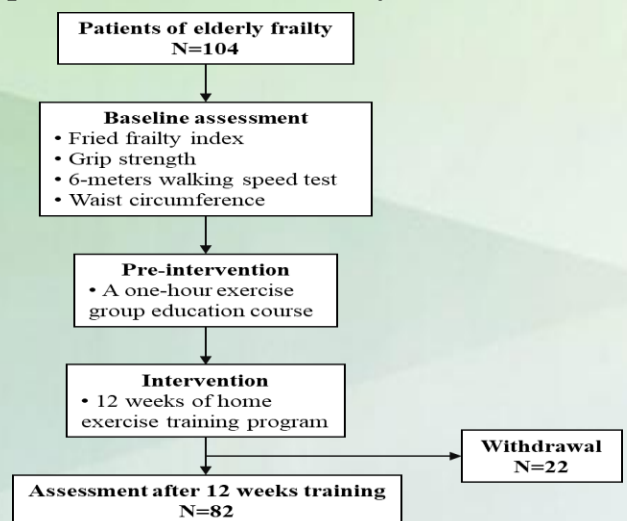 Patients of elderly frailty
N=104
Baseline assessment
• Fried frailty index
• Grip strength
• 6-meters walking speed test
• Waist circumference
Pre-intervention
• A one-hour exercise
group education course
Intervention
• 12 weeks of home
exercise training program
Withdrawal
N=22
Assessment after 12 weeks training
N=82